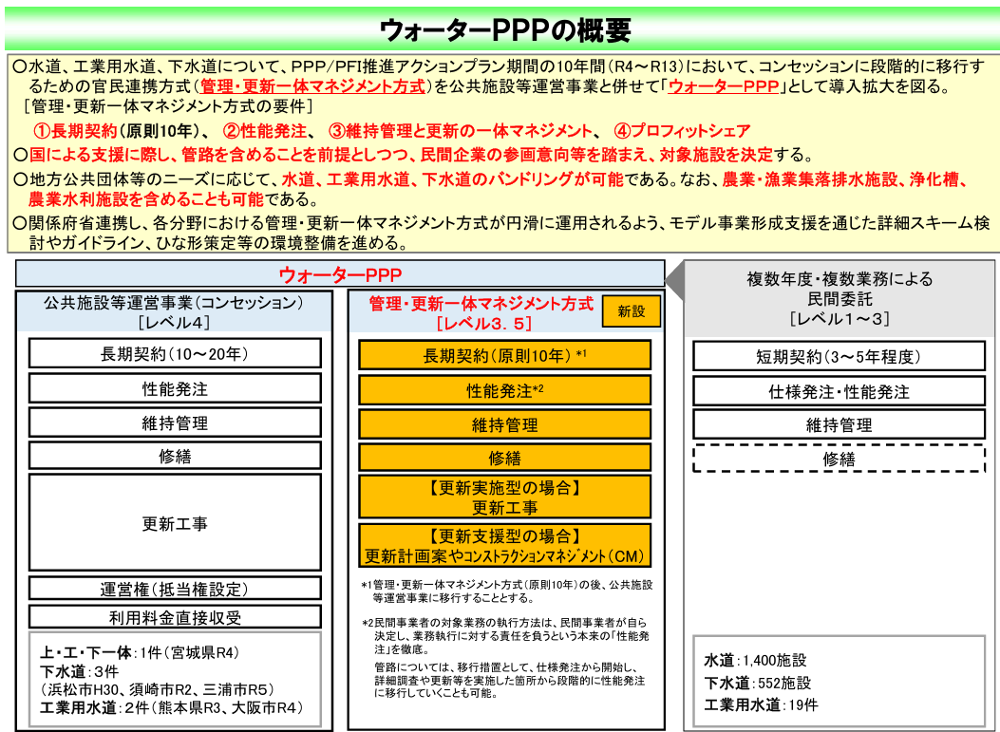 ウォーターPPPの概要
○水道、工業用水道、下水道について、PPP/PFI推進アクションプラン期間の10年間（R4～R13）において、コンセッションに段階的に移行す
るための官民連携方式（管理・更新一体マネジメント方式）を公共施設等運営事業と併せて「ウォーターPPP」として導入拡大を図る。
［管理・更新一体マネジメント方式の要件］
①長期契約（原則10年）、 ②性能発注、 ③維持管理と更新の一体マネジメント、 ④プロフィットシェア
○国による支援に際し、管路を含めることを前提としつつ、民間企業の参画意向等を踏まえ、対象施設を決定する。
○地方公共団体等のニーズに応じて、水道、工業用水道、下水道のバンドリングが可能である。なお、農業・漁業集落排水施設、浄化槽、
農業水利施設を含めることも可能である。
○関係府省連携し、各分野における管理・更新一体マネジメント方式が円滑に運用されるよう、モデル事業形成支援を通じた詳細スキーム検
討やガイドライン、ひな形策定等の環境整備を進める。
ウォーターPPP
公共施設等運営事業（コンセッション）
［レベル４］
長期契約（10～20年）
性能発注
維持管理
修繕
更新工事
運営権（抵当権設定）
利用料金直接収受
上・工・下一体：1件（宮城県R4）
下水道：３件
（浜松市H30、須崎市R2、三浦市R5）
工業用水道：２件（熊本県R3、大阪市R4）
管理・更新一体マネジメント方式
［レベル３．５］
新設
長期契約（原則10年）*1
性能発注*2
維持管理
修繕
【更新実施型の場合】
更新工事
【更新支援型の場合】
更新計画案やコンストラクションマネジメント（CM）
*1管理・更新一体マネジメント方式（原則10年）の後、公共施設
等運営事業に移行することとする。
*2民間事業者の対象業務の執行方法は、民間事業者が自ら
決定し、業務執行に対する責任を負うという本来の「性能発
注」を徹底。
管路については、移行措置として、仕様発注から開始し、
詳細調査や更新等を実施した箇所から段階的に性能発注
に移行していくことも可能。
複数年度・複数業務による
民間委託
［レベル１～３］
短期契約（3～5年程度）
仕様発注・性能発注
維持管理
修繕
水道：1,400施設
下水道：552施設
工業用水道：19件